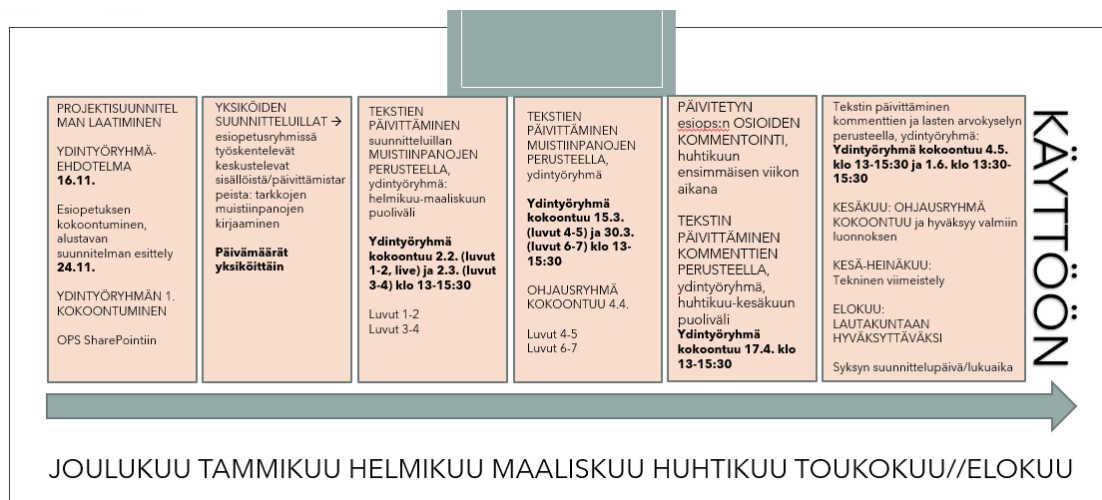 PROJEKTISUUNNITEL
MAN LAATIMINEN
YDINTYÖRYHMÄ-
EHDOTELMA
16.11.
Esiopetuksen
kokoontuminen,
alustavan
suunnitelman esittely
24.11.
YDINTYÖRYHMÄN 1.
KOKOONTUMINEN
OPS SharePointiin
YKSIKÖIDEN
SUUNNITTELUILLAT →
esiopetusryhmissä
työskentelevät
keskustelevat
sisällöistä/päivittämistar
peista: tarkkojen
muistiinpanojen
kirjaaminen
Päivämäärät
yksiköittäin
TEKSTIEN
PÄIVITTÄMINEN
suunnitteluillan
MUISTIINPANOJEN
PERUSTEELLA,
ydintyöryhmä:
helmikuu-maaliskuun
puoliväli
Ydintyöryhmä
kokoontuu 2.2. (luvut
1-2, live) ja 2.3. (luvut
3-4) klo 13-15:30
Luvut 1-2
Luvut 3-4
TEKSTIEN
PÄIVITTÄMINEN
MUISTIINPANOJEN
PERUSTEELLA,
ydintyöryhmä
Ydintyöryhmä
kokoontuu 15.3.
(luvut 4-5) ja 30.3.
(luvut 6-7) klo 13-
15:30
OHJAUSRYHMÄ
KOKOONTUU 4.4.
Luvut 4-5
Luvut 6-7
PÄIVITETYN
esiops:n OSIOIDEN
KOMMENTOINTI,
huhtikuun
ensimmäisen viikon
aikana
TEKSTIN
PÄIVITTÄMINEN
KOMMENTTIEN
PERUSTEELLA,
ydintyöryhmä,
huhtikuu-kesäkuun
puoliväli
Ydintyöryhmä
kokoontuu 17.4. klo
13-15:30
Tekstin päivittäminen
kommenttien ja lasten arvokyselyn
perusteella, ydintyöryhmä:
Ydintyöryhmä kokoontuu 4.5.
klo 13-15:30 ja 1.6. klo 13:30-
15:30
KESÄKUU: OHJAUSRYHMÄ
KOKOONTUU ja hyväksyy valmiin
luonnoksen
KESÄ-HEINÄKUU:
Tekninen viimeistely
ELOKUU:
LAUTAKUNTAAN
HYVÄKSYTTÄVÄKSI
Syksyn suunnittelupäivä/lukuaika
KÄYTTÖÖN
JOULUKUU TAMMIKUU HELMIKUU MAALISKUU HUHTIKUU TOUKOKUU//ELOKUU